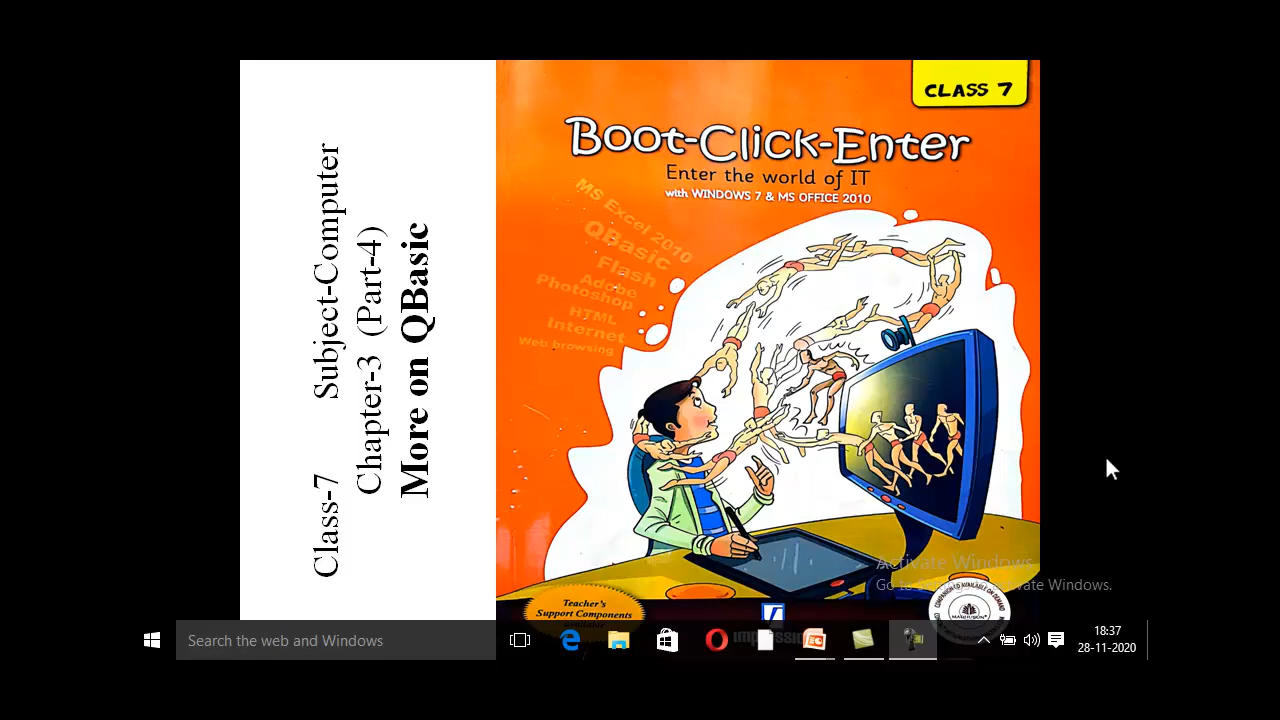 Class-7 Subject-Computer
Chapter-3 (Part-4)
More on QBasic
CLASS 7
Boot-Click-Enter
Enter the world of IT
with WINDOWS 7 & MS OFFICE 2010
MS Excel 2010
QBasic
Flash
Adobe
Photoshop
HTML
Internet
Web browsing
Activate Windows
Teacher's
Support Components
Search the web and Windows
18:37
28-11-2020